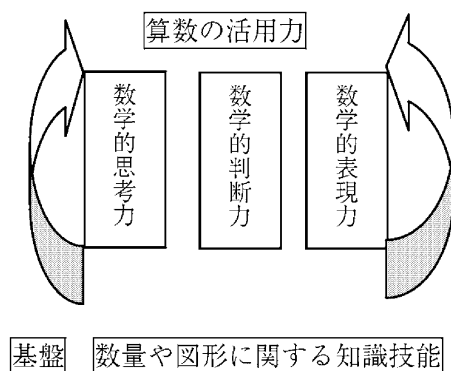 算数の活用力
数学的思考力
数学的判断力
数学的表現力
基盤 数量や図形に関する知識技能